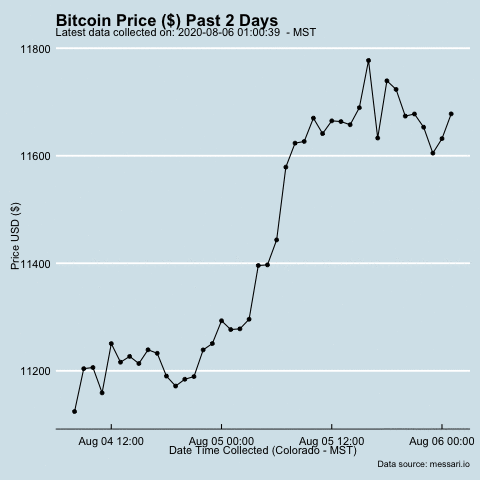 Bitcoin Price ($) Past 2 Days
Latest data collected on: 2020-08-06 01:00:39  - MST
11800
11600
11400
11200
Price USD ($)
Aug 04 12:00 Aug 05 00:00 Aug 05 12:00 Aug 06 00:00
Date Time Collected (Colorado - MST)
Data source: messari.io